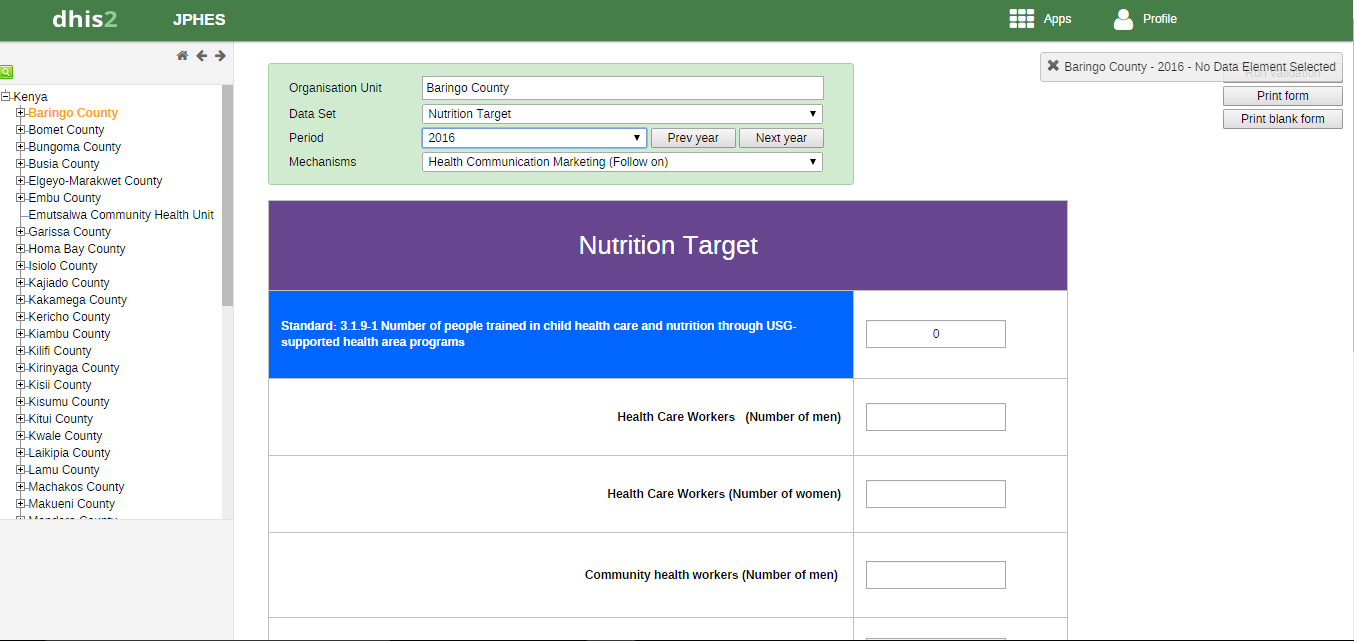 dhis2 JPHES Apps Profile
Baringo County - 2016 - No Data Element Selected
Run validation
Print form
Print blank form
Kenya
Baringo County
Bomet County
Bungoma County
Busia County
Elgeyo-Marakwet County
Embu County
Emutsalwa Community Health Unit
Garissa County
Homa Bay County
Isiolo County
Kajiado County
Kakamega County
Kericho County
Kiambu County
Kilifi County
Kirinyaga County
Kisii County
Kisumu County
Kitui County
Kwale County
Laikipia County
Lamu County
Machakos County
Makueni County
Mandera County
Organisation Unit Baringo County
Data Set Nutrition Target
Period 2016 Prev year Next year
Mechanisms Health Communication Marketing (Follow on)
Nutrition Target
Standard: 3.1.9-1 Number of people trained in child health care and nutrition through USG-
supported health area programs
0
Health Care Workers (Number of men)
Health Care Workers (Number of women)
Community health workers (Number of men)